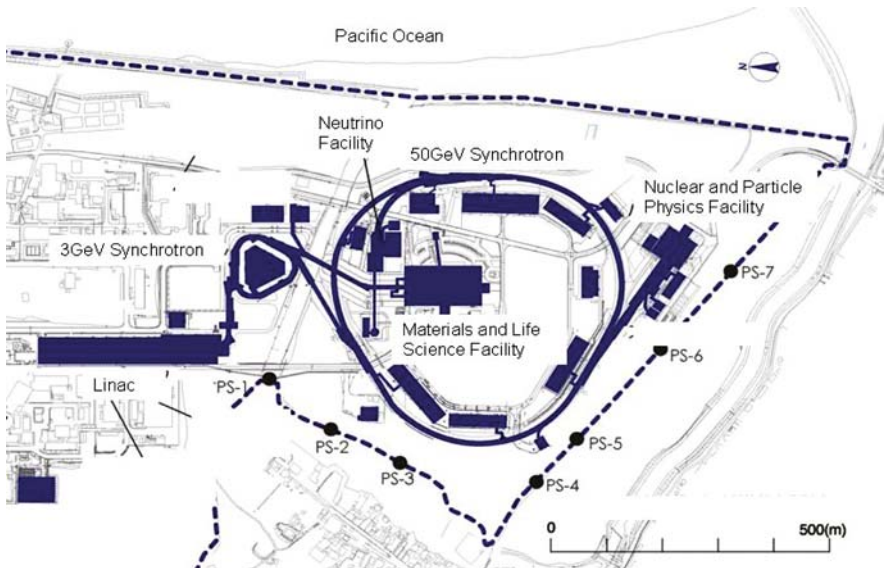 Pacific Ocean
N
Neutrino
Facility
50GeV Synchrotron
Nuclear and Particle
Physics Facility
3GeV Synchrotron
PS-7
Materials and Life
Science Facility
PS-6
Linac
PS-1
PS-2
PS-5
PS-3
PS-4
0
500(m)